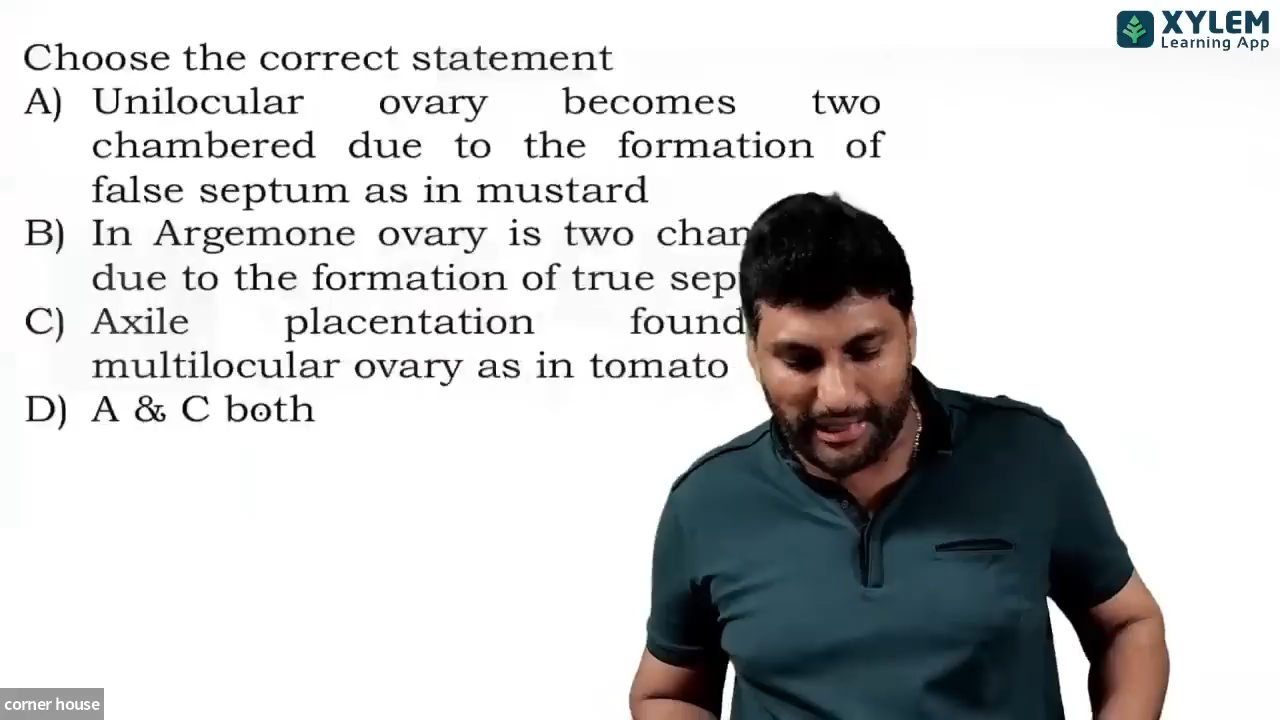 XYLEM
Learning App
Choose the correct statement
A) Unilocular ovary becomes two
chambered due to the formation of
false septum as in mustard
B) In Argemone ovary is two
due to the formation of true
C) Axile placentation found
multilocular ovary as in tomato
D) A & C both
corner house